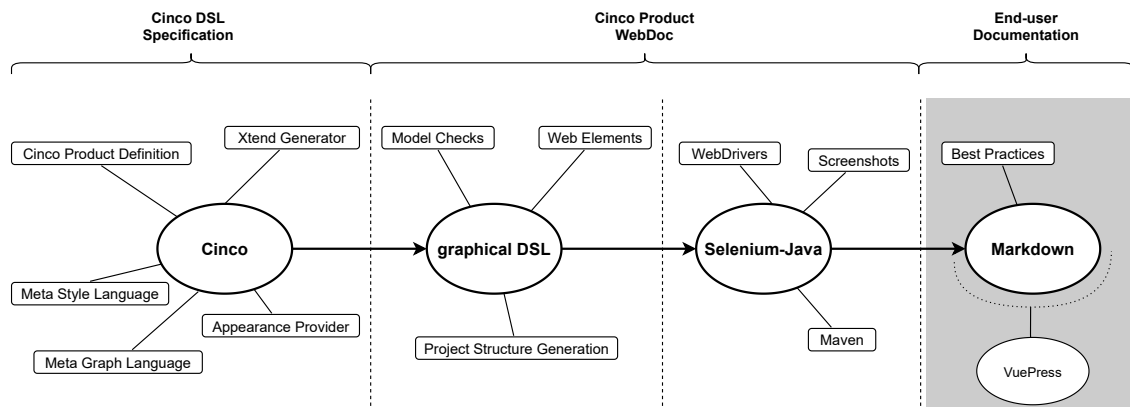 Cinco DSL
Specification
Cinco Product
WebDoc
End-user
Documentation
Cinco Product Definition
Xtend Generator
Cinco
Meta Style Language
Appearance Provider
Meta Graph Language
Model Checks
Web Elements
graphical DSL
Project Structure Generation
WebDrivers
Screenshots
Selenium-Java
Maven
Best Practices
Markdown
VuePress